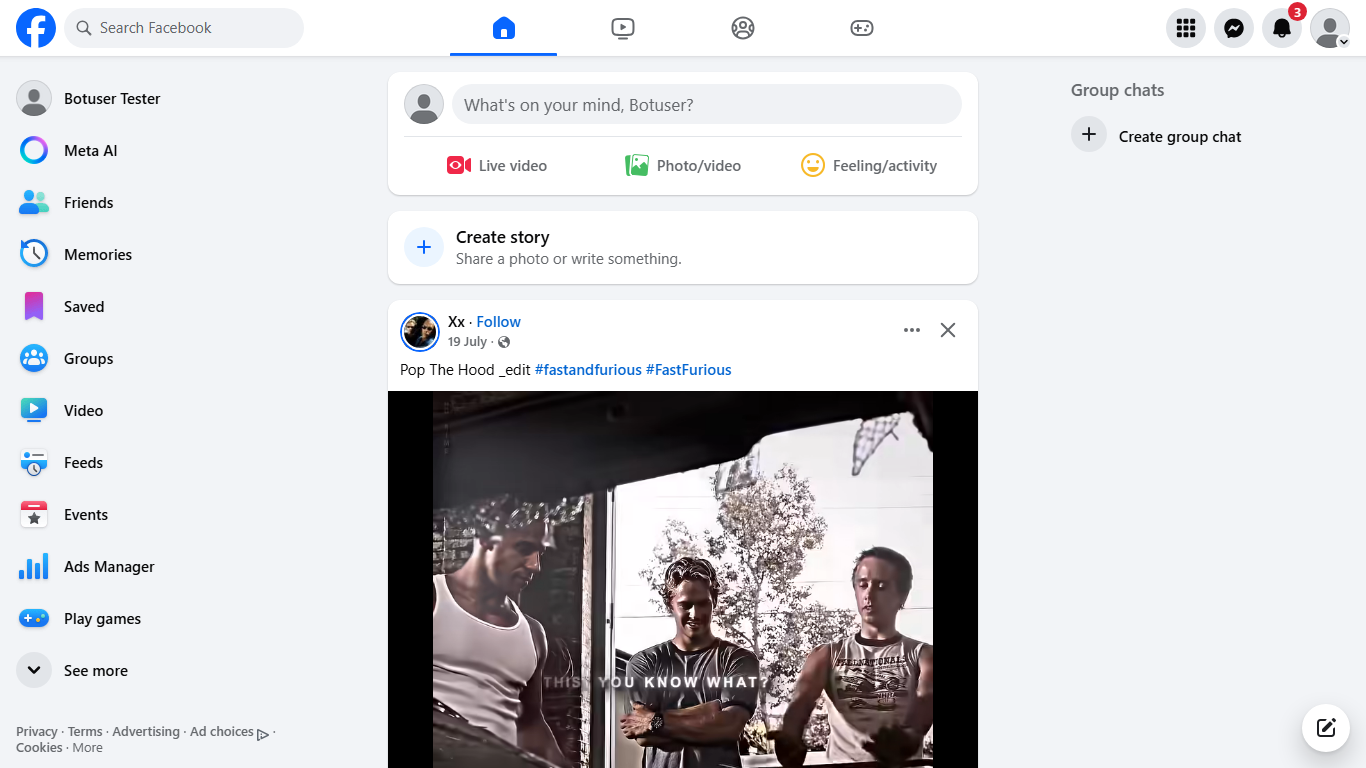 Search Facebook
3
Botuser Tester
Meta AI
Friends
Memories
Saved
Groups
Video
Feeds
Events
Ads Manager
Play games
See more
Privacy · Terms · Advertising · Ad choices ·
Cookies · More
What's on your mind, Botuser?
Live video
Photo/video
Feeling/activity
Create story
Share a photo or write something.
Xx · Follow
19 July ·
Pop The Hood _edit #fastandfurious #FastFurious
THIS? YOU KNOW WHAT?
Group chats
Create group chat